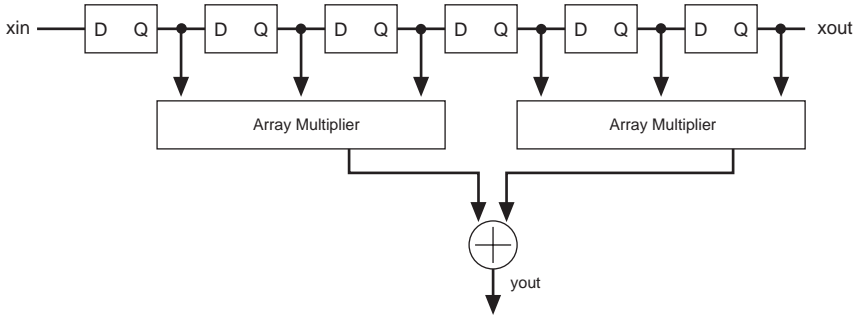 xin D Q D Q D Q D Q D Q D Q xout
Array Multiplier Array Multiplier
yout